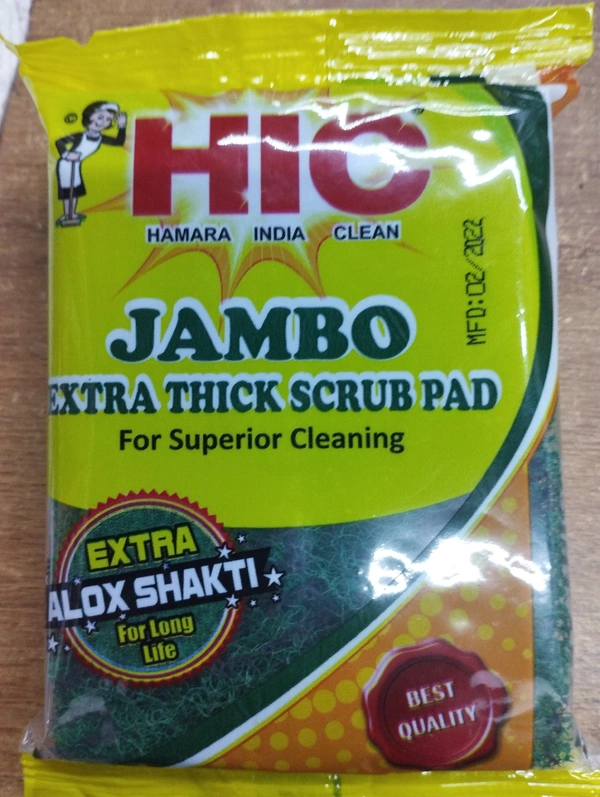 ©
HIC
HAMARA INDIA CLEAN
MFD:02/2022
JAMBO
EXTRA THICK SCRUB PAD
For Superior Cleaning
EXTRA
ALOX SHAKTI
For Long
Life
BEST
QUALITY